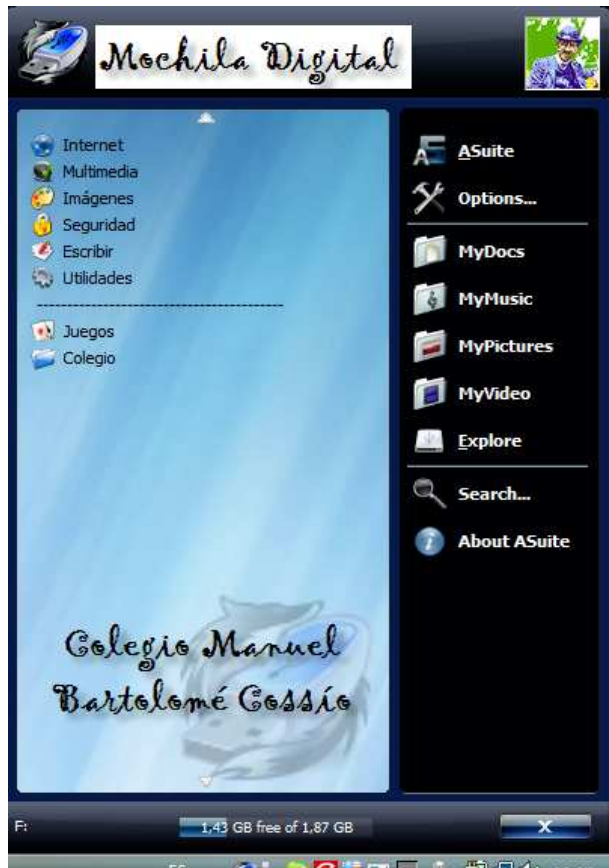 Mochila Digital
Internet
Multimedia
Imágenes
Seguridad
Escribir
Utilidades
Juegos
Colegio
Colegio Manuel
Bartolomé Cossío
ASuite
Options...
MyDocs
MyMusic
MyPictures
MyVideo
Explore
Search...
About ASuite
F:
1,43 GB free of 1,87 GB
X